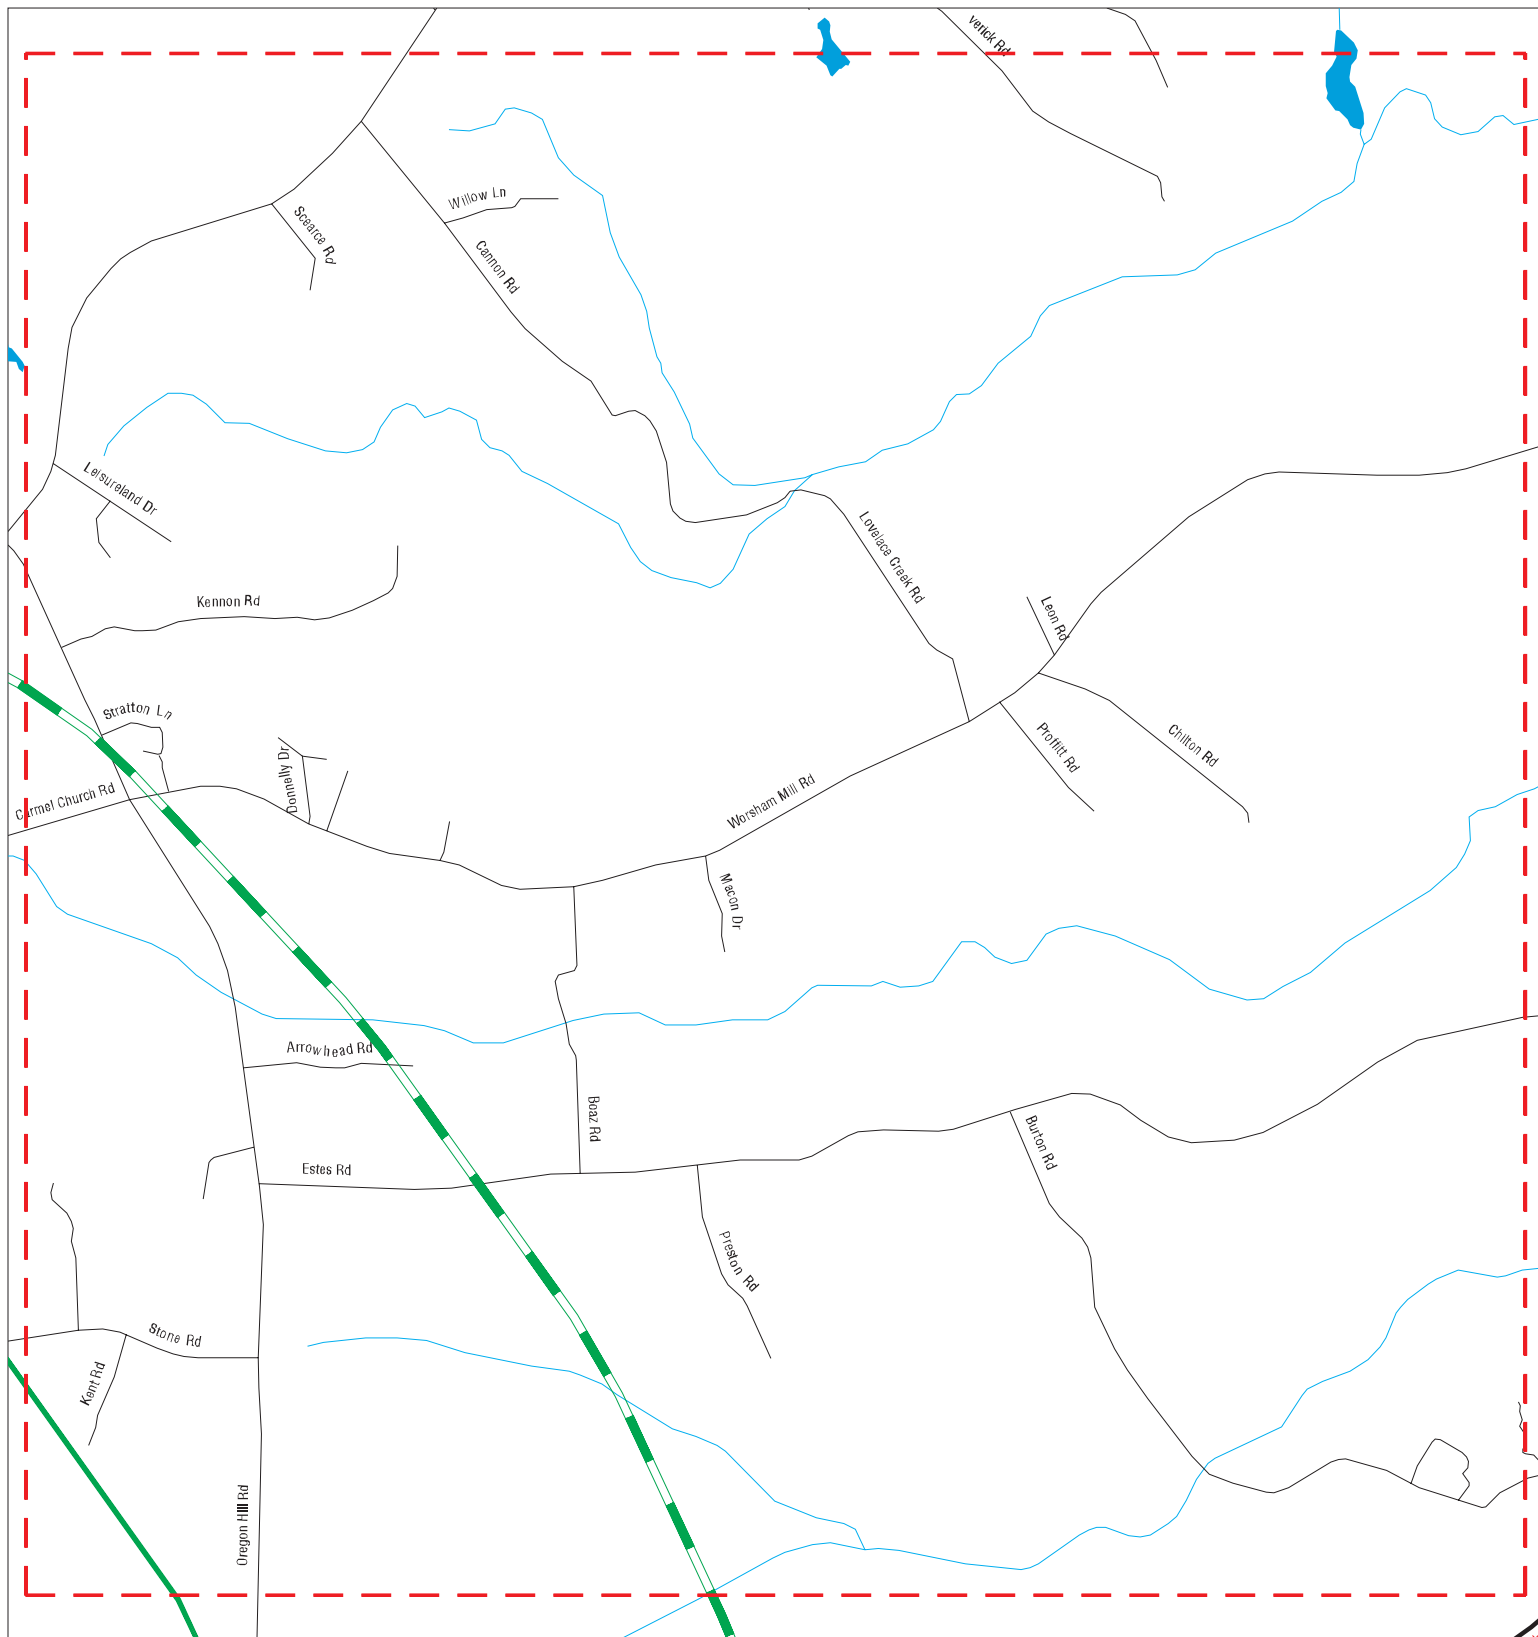 verick Rd
Willow Ln
Scearce Rd
Cannon Rd
Leisureland Dr
Lovelace Creek Rd
Kennon Rd
Leon Rd
Stratton Ln
Proffitt Rd
Chilton Rd
Donnelly Dr
Carmel Church Rd
Worsham Mill Rd
Macon Dr
Arrowhead Rd
Boaz Rd
Burton Rd
Estes Rd
Preston Rd
Stone Rd
Kent Rd
Oregon Hill Rd